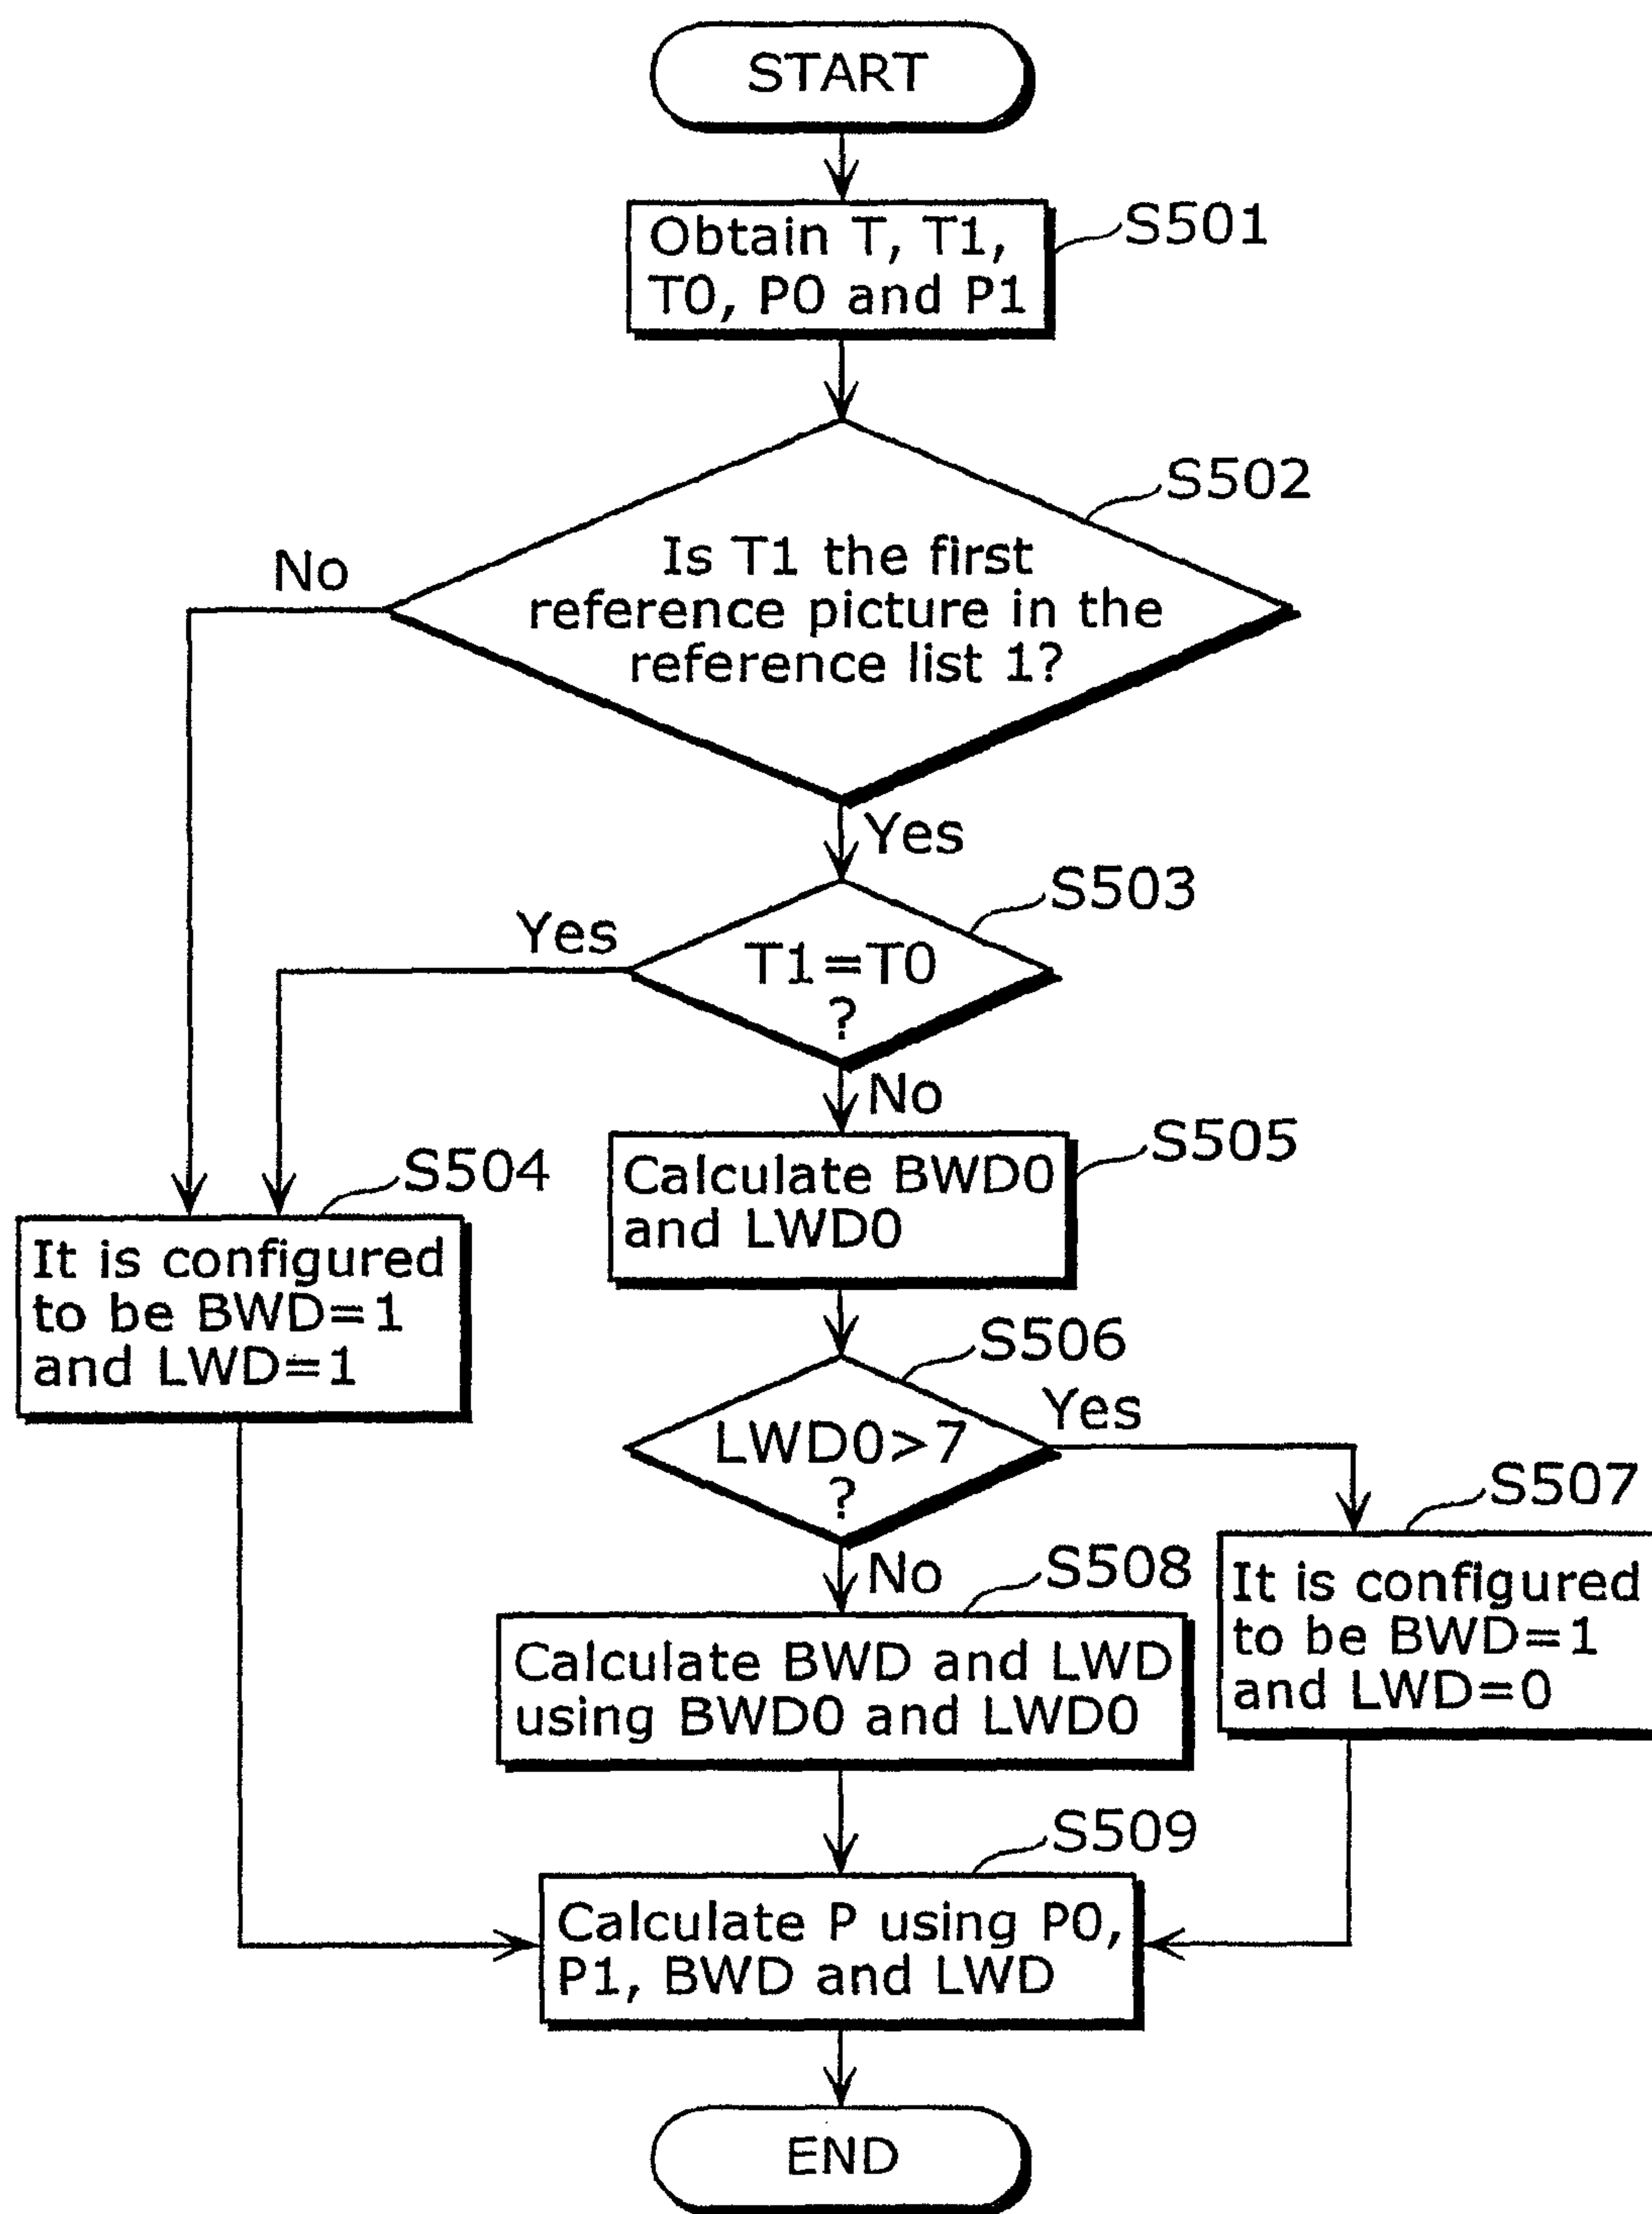 START
S501
Obtain T, T1,
T0, P0 and P1
S502
No
Is T1 the first
reference picture in the
reference list 1?
Yes
S503
Yes
T1=T0
?
No
S505
S504
Calculate BWD0
and LWD0
It is configured
to be BWD=1
and LWD=1
S506
Yes
LWD0>7
?
S507
No
S508
It is configured
to be BWD=1
and LWD=0
Calculate BWD and LWD
using BWD0 and LWD0
S509
Calculate P using P0,
P1, BWD and LWD
END